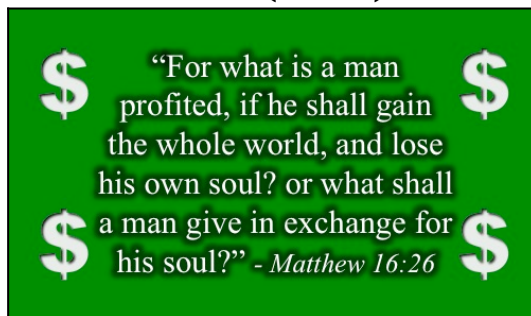 “For what is a man
profited, if he shall gain
the whole world, and lose
his own soul? or what shall
a man give in exchange for
his soul?” - Matthew 16:26
$ $
$ $